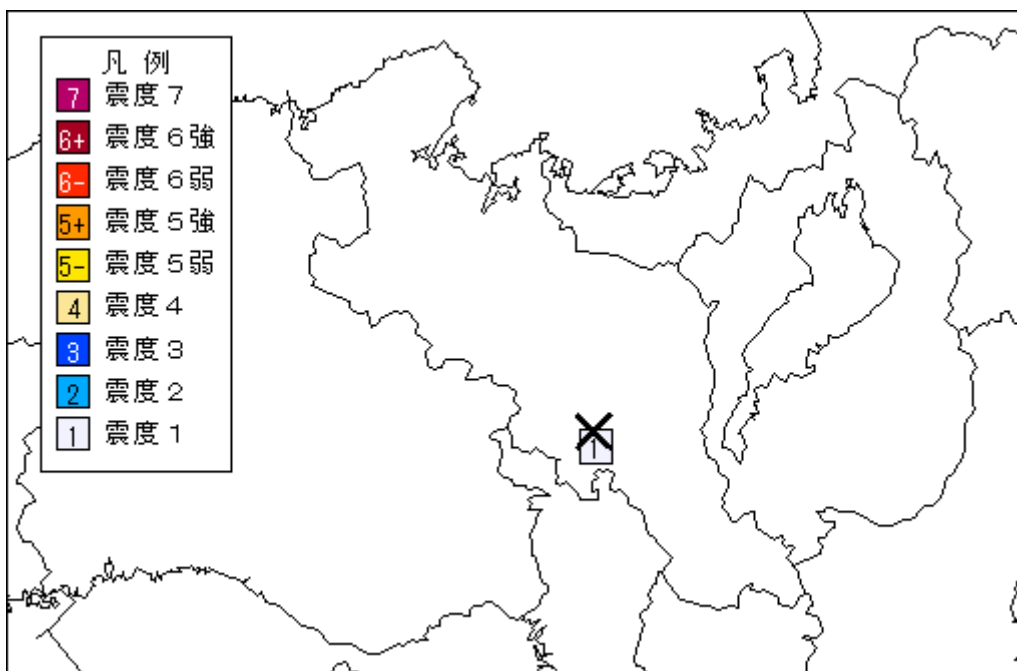 凡例
7 震度7
6+ 震度6強
6- 震度6弱
5+ 震度5強
5- 震度5弱
4 震度4
3 震度3
2 震度2
1 震度1
1